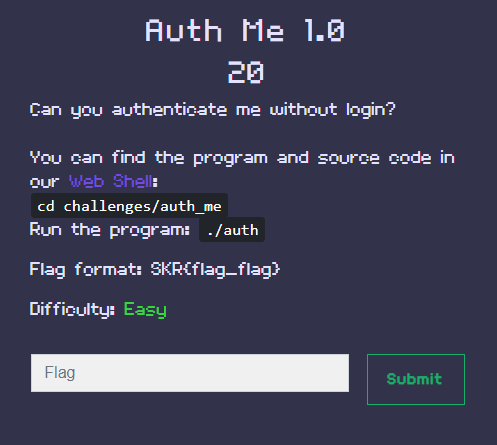 Auth Me 1.0
20
Can you authenticate me without login?
You can find the program and source code in
our Web Shell:
cd challenges/auth_me
Run the program: ./auth
Flag format: SKR{flag_flag}
Difficulty: Easy
Flag
Submit